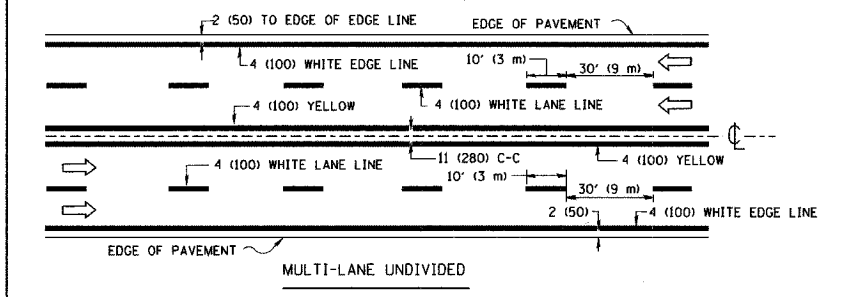 2 (50) TO EDGE OF EDGE LINE
EDGE OF PAVEMENT
4 (100) WHITE EDGE LINE
10' (3 m)
30' (9 m)
4 (100) YELLOW
4 (100) WHITE LANE LINE
℄
4 (100) WHITE LANE LINE
11 (280) C-C
4 (100) YELLOW
10' (3 m)
30' (9 m)
2 (50)
4 (100) WHITE EDGE LINE
EDGE OF PAVEMENT
MULTI-LANE UNDIVIDED